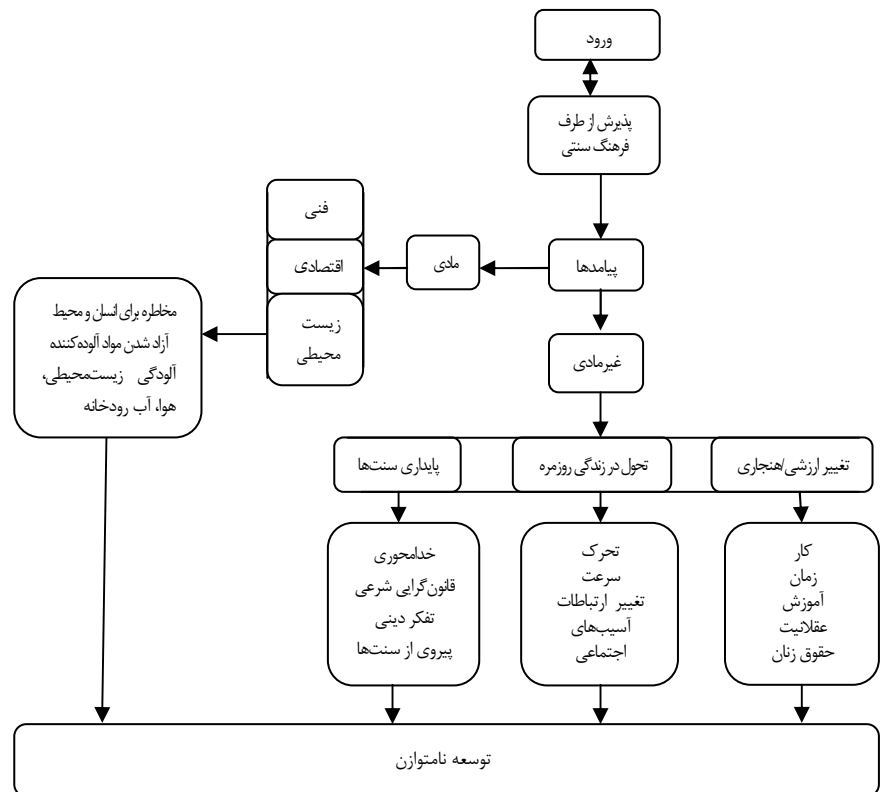 ورود
پذیرش از طرف
فرهنگ سنتی
پیامدها
مادی
فنی
اقتصادی
زیست
محیطی
مخاطره برای انسان و محیط
آزاد شدن مواد آلوده‌کننده
آلودگی زیست‌محیطی،
هوا، آب رودخانه
غیرمادی
تغییر ارزشی/هنجاری
تحول در زندگی روزمره
پایداری سنت‌ها
کار
زمان
آموزش
عقلانیت
حقوق زنان
تحرک
سرعت
تغییر ارتباطات
آسیب‌های
اجتماعی
خدامحوری
قانون‌گرایی شرعی
تفکر دینی
پیروی از سنت‌ها
توسعه نامتوازن